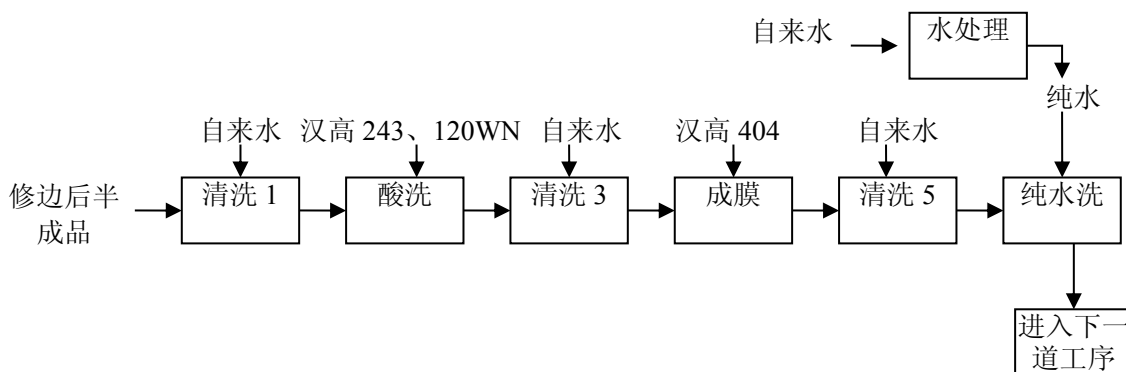 自来水
水处理
纯水
自来水
汉高 243、120WN
自来水
汉高 404
自来水
修边后半
成品
清洗 1
酸洗
清洗 3
成膜
清洗 5
纯水洗
进入下一
道工序